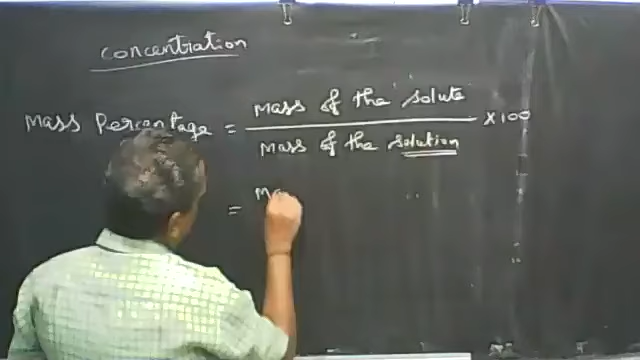 Concentration
Mass Percentage = Mass of the solute / Mass of the solution × 100
= Ma